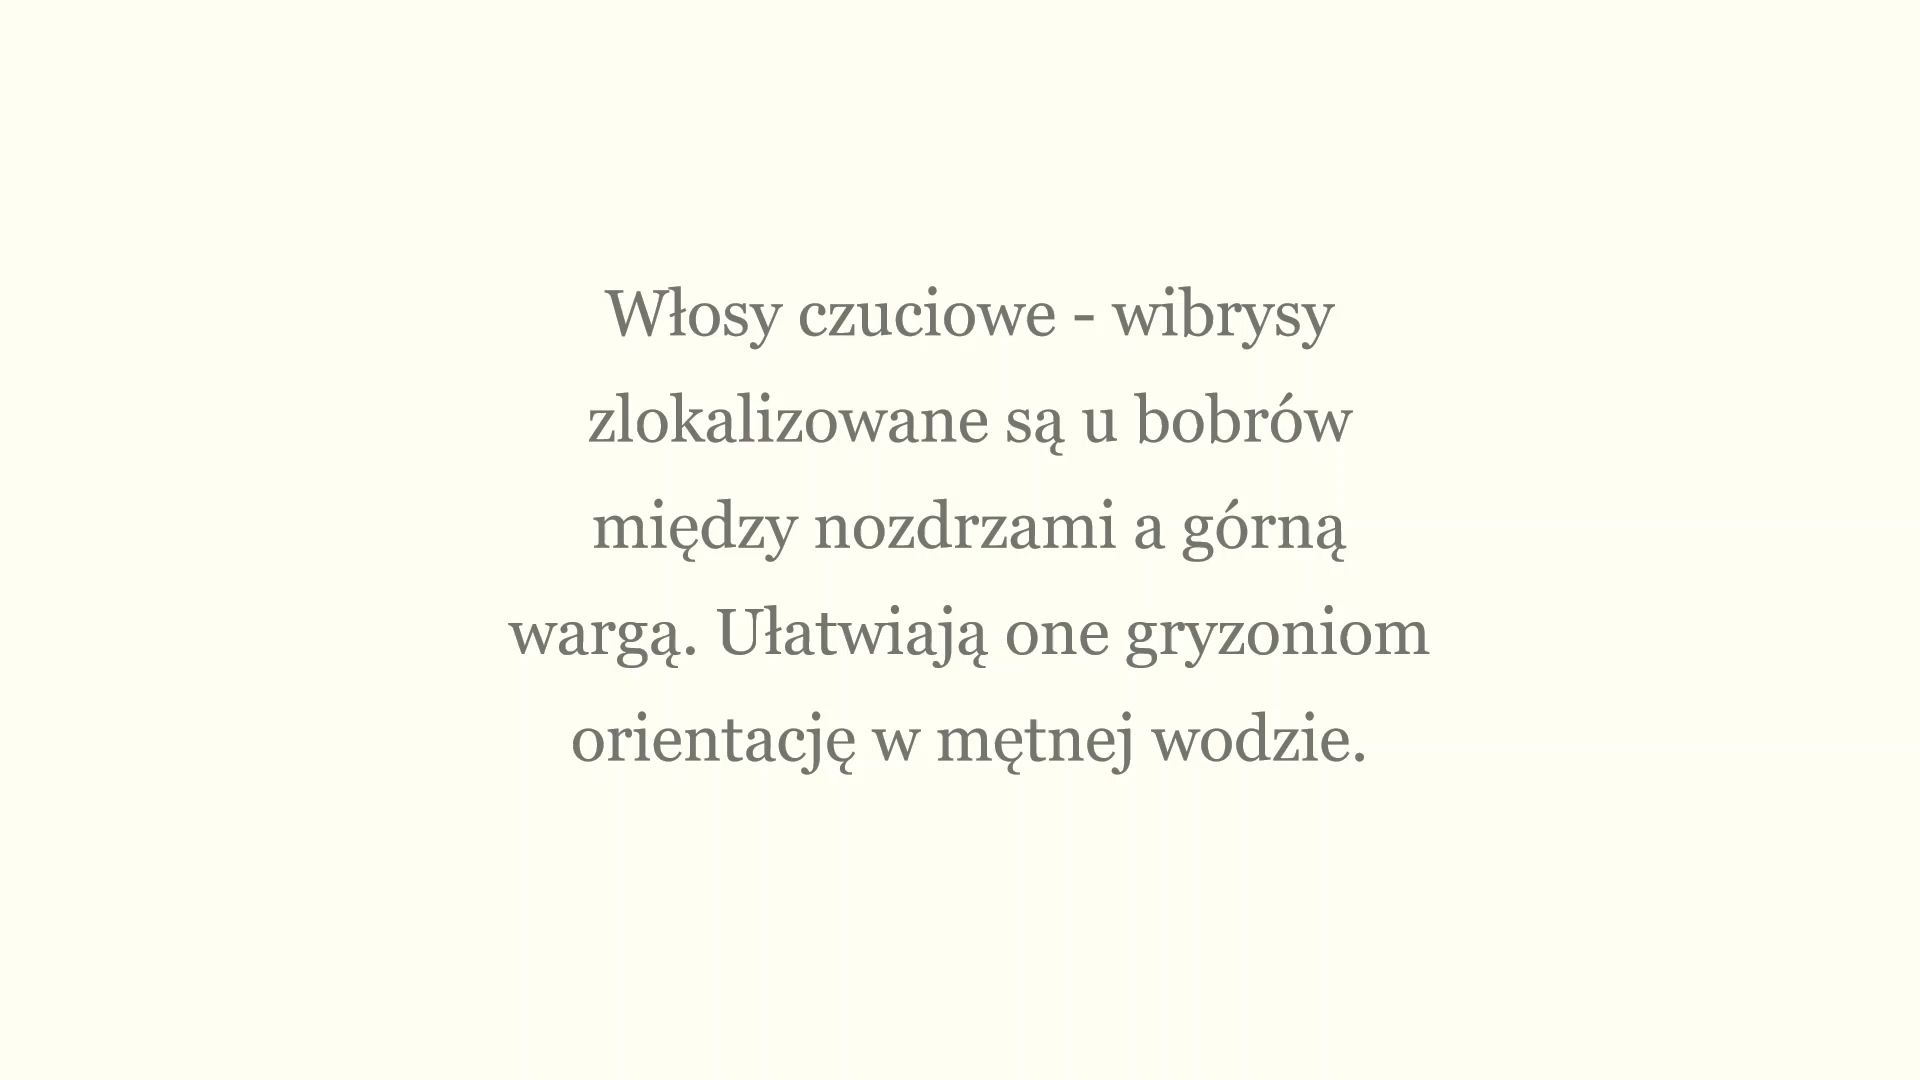 Włosy czuciowe - wibrysy
zlokalizowane są u bobrów
między nozdrzami a górną
wargą. Ułatwiają one gryzoniom
orientację w mętnej wodzie.